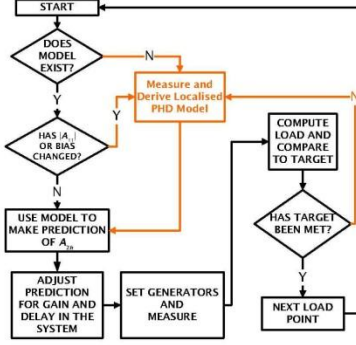 START
DOES
MODEL
EXIST?
N
Y
Measure and
Derive Localised
PHD Model
Y
HAS |A₁₁|
OR BIAS
CHANGED?
N
USE MODEL TO
MAKE PREDICTION
OF A₂ₙ
ADJUST
PREDICTION
FOR GAIN AND
DELAY IN THE
SYSTEM
SET GENERATORS
AND
MEASURE
COMPUTE
LOAD AND
COMPARE
TO TARGET
N
HAS TARGET
BEEN MET?
Y
NEXT LOAD
POINT